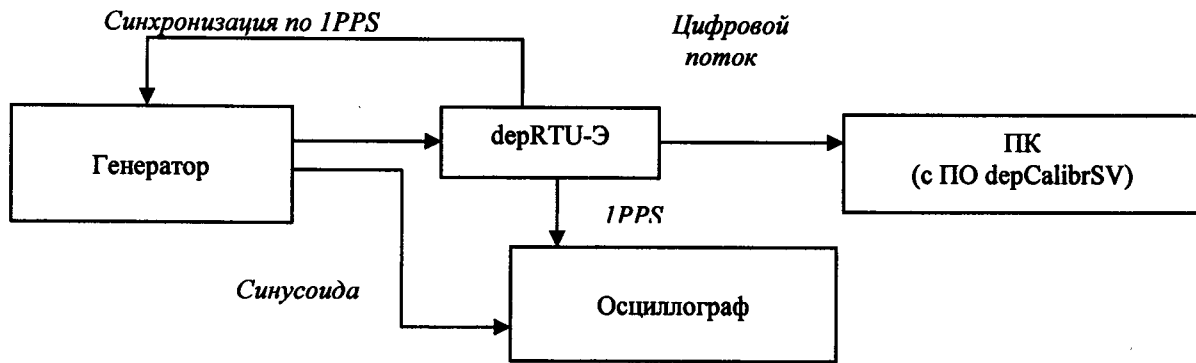 Синхронизация по 1PPS
Цифровой
поток
Генератор
depRTU-Э
ПК
(с ПО depCalibrSV)
1PPS
Синусоида
Осциллограф